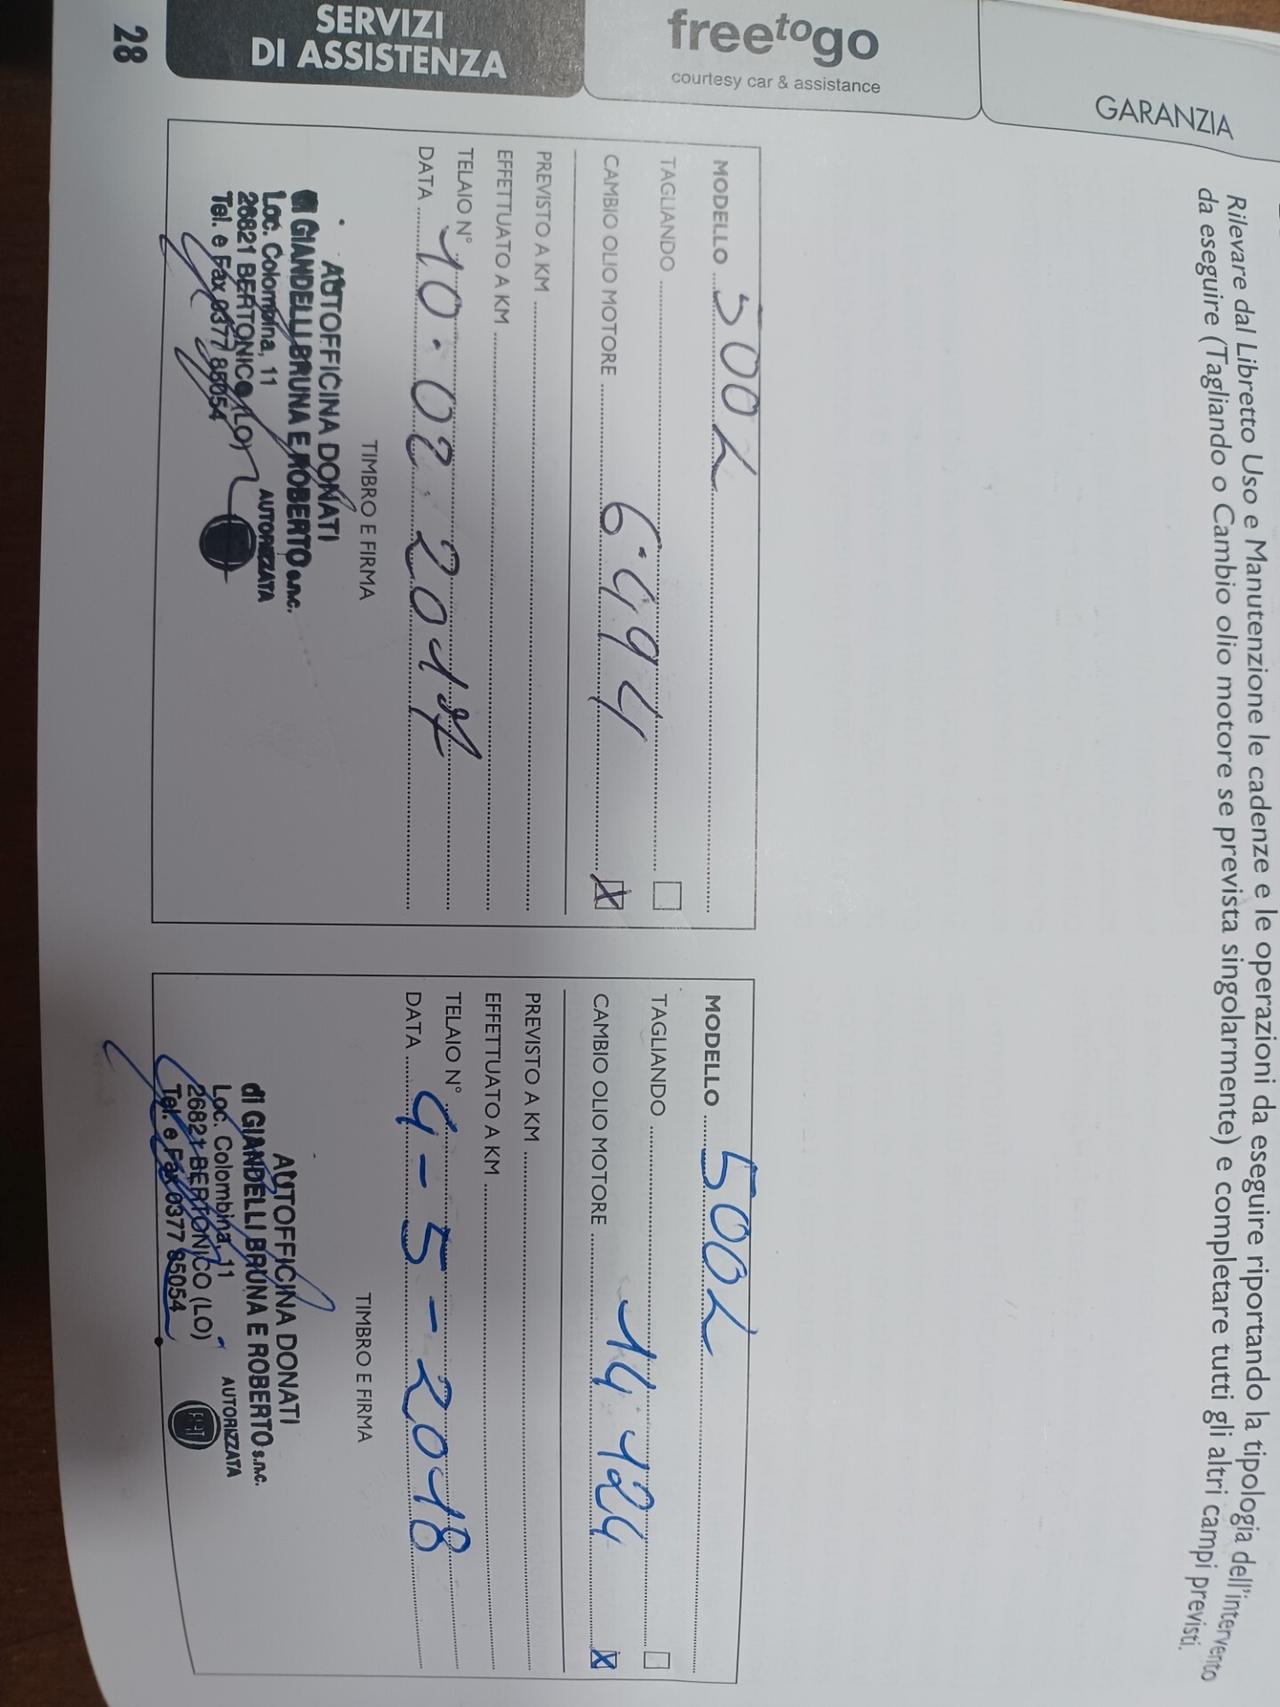 GARANZIA
freetogo
courtesy car & assistance
SERVIZI
DI ASSISTENZA
28
Rilevare dal Libretto Uso e Manutenzione le cadenze e le operazioni da eseguire riportando la tipologia dell'intervento
da eseguire (Tagliando o Cambio olio motore se prevista singolarmente) e completare tutti gli altri campi previsti.
MODELLO 500L
TAGLIANDO
CAMBIO OLIO MOTORE 6.494 X
PREVISTO A KM
EFFETTUATO A KM
TELAIO N°
DATA 10.02.2017
TIMBRO E FIRMA
AUTOFFICINA DONATI
di GIANDELLI BRUNA E ROBERTO s.n.c.
Loc. Colombina, 11
26821 BERTONICO (LO) AUTORIZZATA
Tel. e Fax 0377 85054
MODELLO 500L
TAGLIANDO
CAMBIO OLIO MOTORE 14124 X
PREVISTO A KM
EFFETTUATO A KM
TELAIO N°
DATA 4-5-2018
TIMBRO E FIRMA
AUTOFFICINA DONATI
di GIANDELLI BRUNA E ROBERTO s.n.c.
Loc. Colombina, 11
26821 BERTONICO (LO) AUTORIZZATA
Tel. e Fax 0377 85054
FIAT